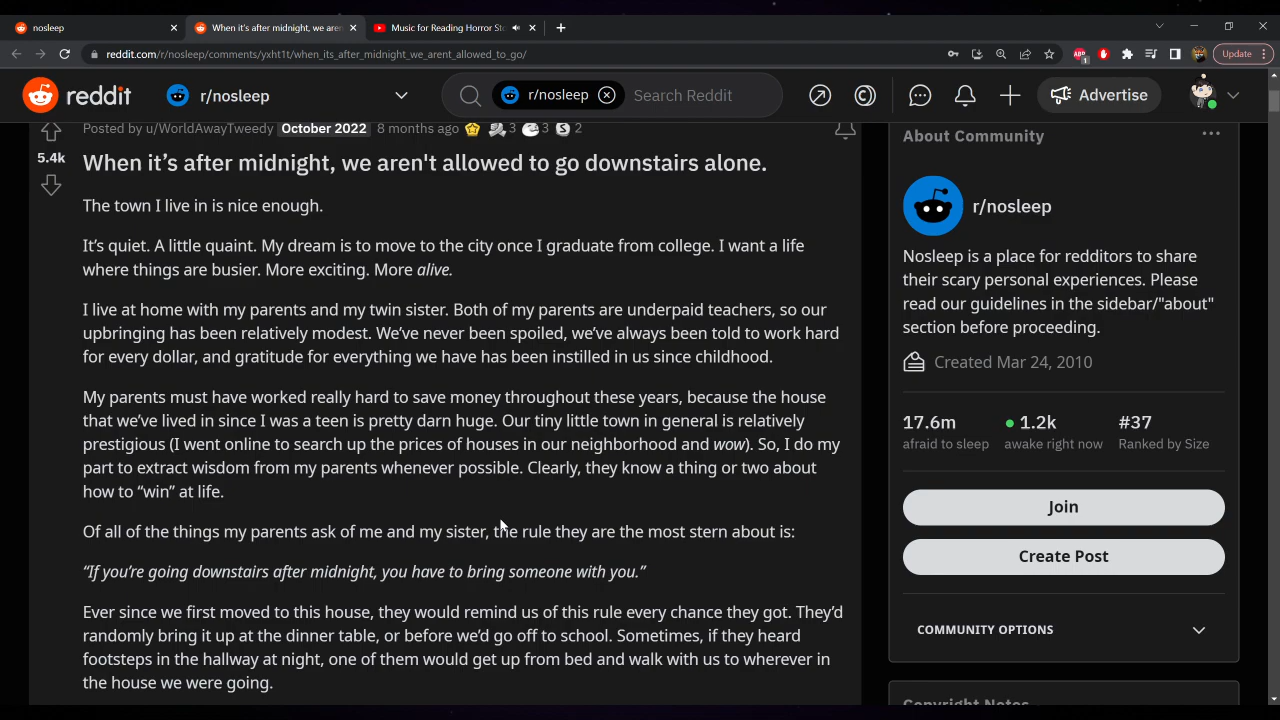 nosleep
When it's after midnight, we aren
Music for Reading Horror Sto
reddit.com/r/nosleep/comments/yxht1t/when_its_after_midnight_we_arent_allowed_to_go/
1
Update
reddit
r/nosleep
r/nosleep
Search Reddit
Advertise
Posted by u/WorldAwayTweedy October 2022 8 months ago 3 3 2
5.4k
When it’s after midnight, we aren't allowed to go downstairs alone.
The town I live in is nice enough.
It’s quiet. A little quaint. My dream is to move to the city once I graduate from college. I want a life
where things are busier. More exciting. More alive.
I live at home with my parents and my twin sister. Both of my parents are underpaid teachers, so our
upbringing has been relatively modest. We’ve never been spoiled, we’ve always been told to work hard
for every dollar, and gratitude for everything we have has been instilled in us since childhood.
My parents must have worked really hard to save money throughout these years, because the house
that we’ve lived in since I was a teen is pretty darn huge. Our tiny little town in general is relatively
prestigious (I went online to search up the prices of houses in our neighborhood and wow). So, I do my
part to extract wisdom from my parents whenever possible. Clearly, they know a thing or two about
how to “win” at life.
Of all of the things my parents ask of me and my sister, the rule they are the most stern about is:
“If you’re going downstairs after midnight, you have to bring someone with you.”
Ever since we first moved to this house, they would remind us of this rule every chance they got. They’d
randomly bring it up at the dinner table, or before we’d go off to school. Sometimes, if they heard
footsteps in the hallway at night, one of them would get up from bed and walk with us to wherever in
the house we were going.
About Community
r/nosleep
Nosleep is a place for redditors to share
their scary personal experiences. Please
read our guidelines in the sidebar/"about"
section before proceeding.
Created Mar 24, 2010
17.6m 1.2k #37
afraid to sleep awake right now Ranked by Size
Join
Create Post
COMMUNITY OPTIONS
Copyright Notes